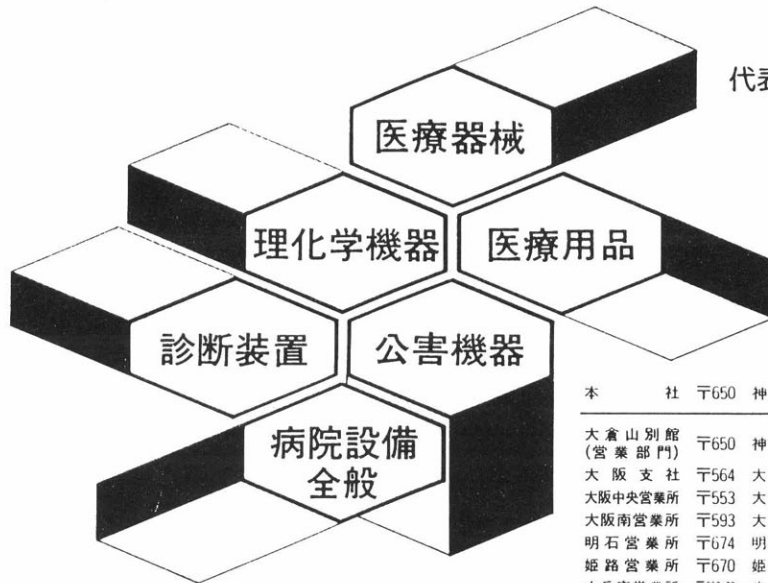 代表
医療器械
理化学機器
医療用品
診断装置
公害機器
病院設備
全般
本 社 〒650 神
大倉山別館
(営業部門) 〒650 神
大阪支社 〒564 大
大阪中央営業所 〒553 大
大阪南営業所 〒593 大
明石営業所 〒674 明
姫路営業所 〒670 姫